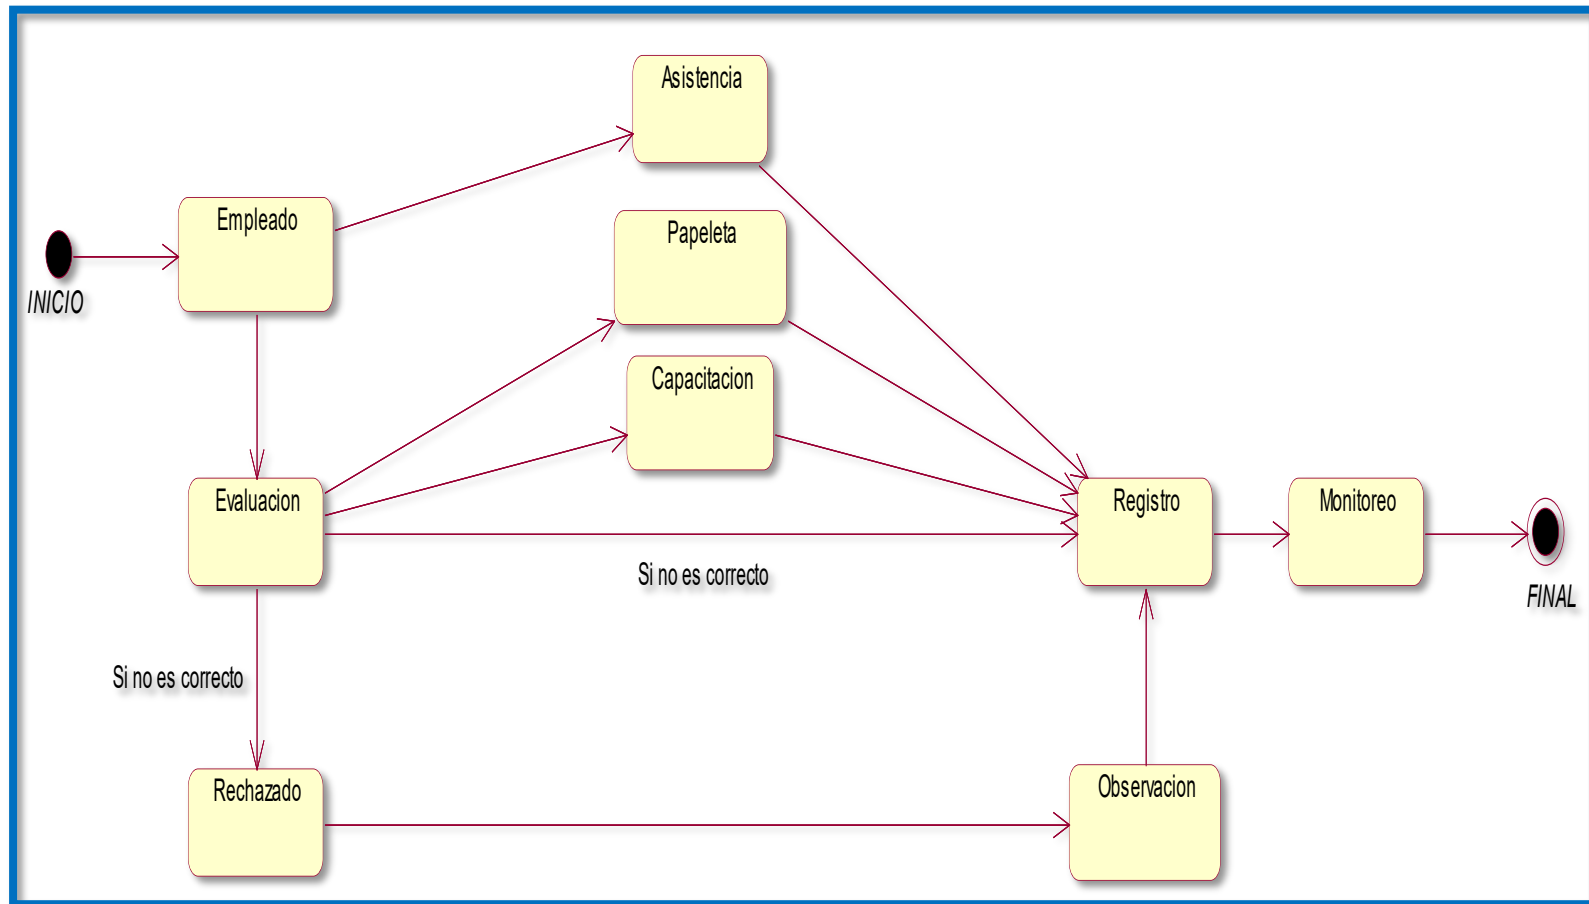 Asistencia
Empleado
Papeleta
INICIO
Capacitacion
Evaluacion
Registro
Monitoreo
Si no es correcto
FINAL
Si no es correcto
Rechazado
Observacion